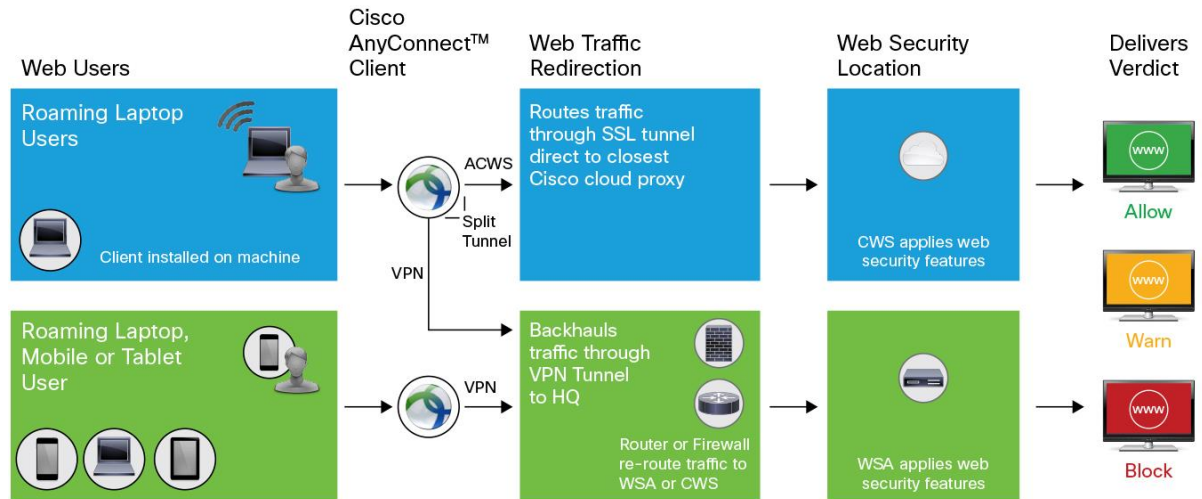 Web Users
Cisco
AnyConnect™
Client
Web Traffic
Redirection
Web Security
Location
Delivers
Verdict
Roaming Laptop
Users
Client installed on machine
ACWS
Split
Tunnel
VPN
Routes traffic
through SSL tunnel
direct to closest
Cisco cloud proxy
CWS applies web
security features
www
Allow
www
Warn
Roaming Laptop,
Mobile or Tablet
User
VPN
Backhauls
traffic through
VPN Tunnel
to HQ
Router or Firewall
re-route traffic to
WSA or CWS
WSA applies web
security features
www
Block